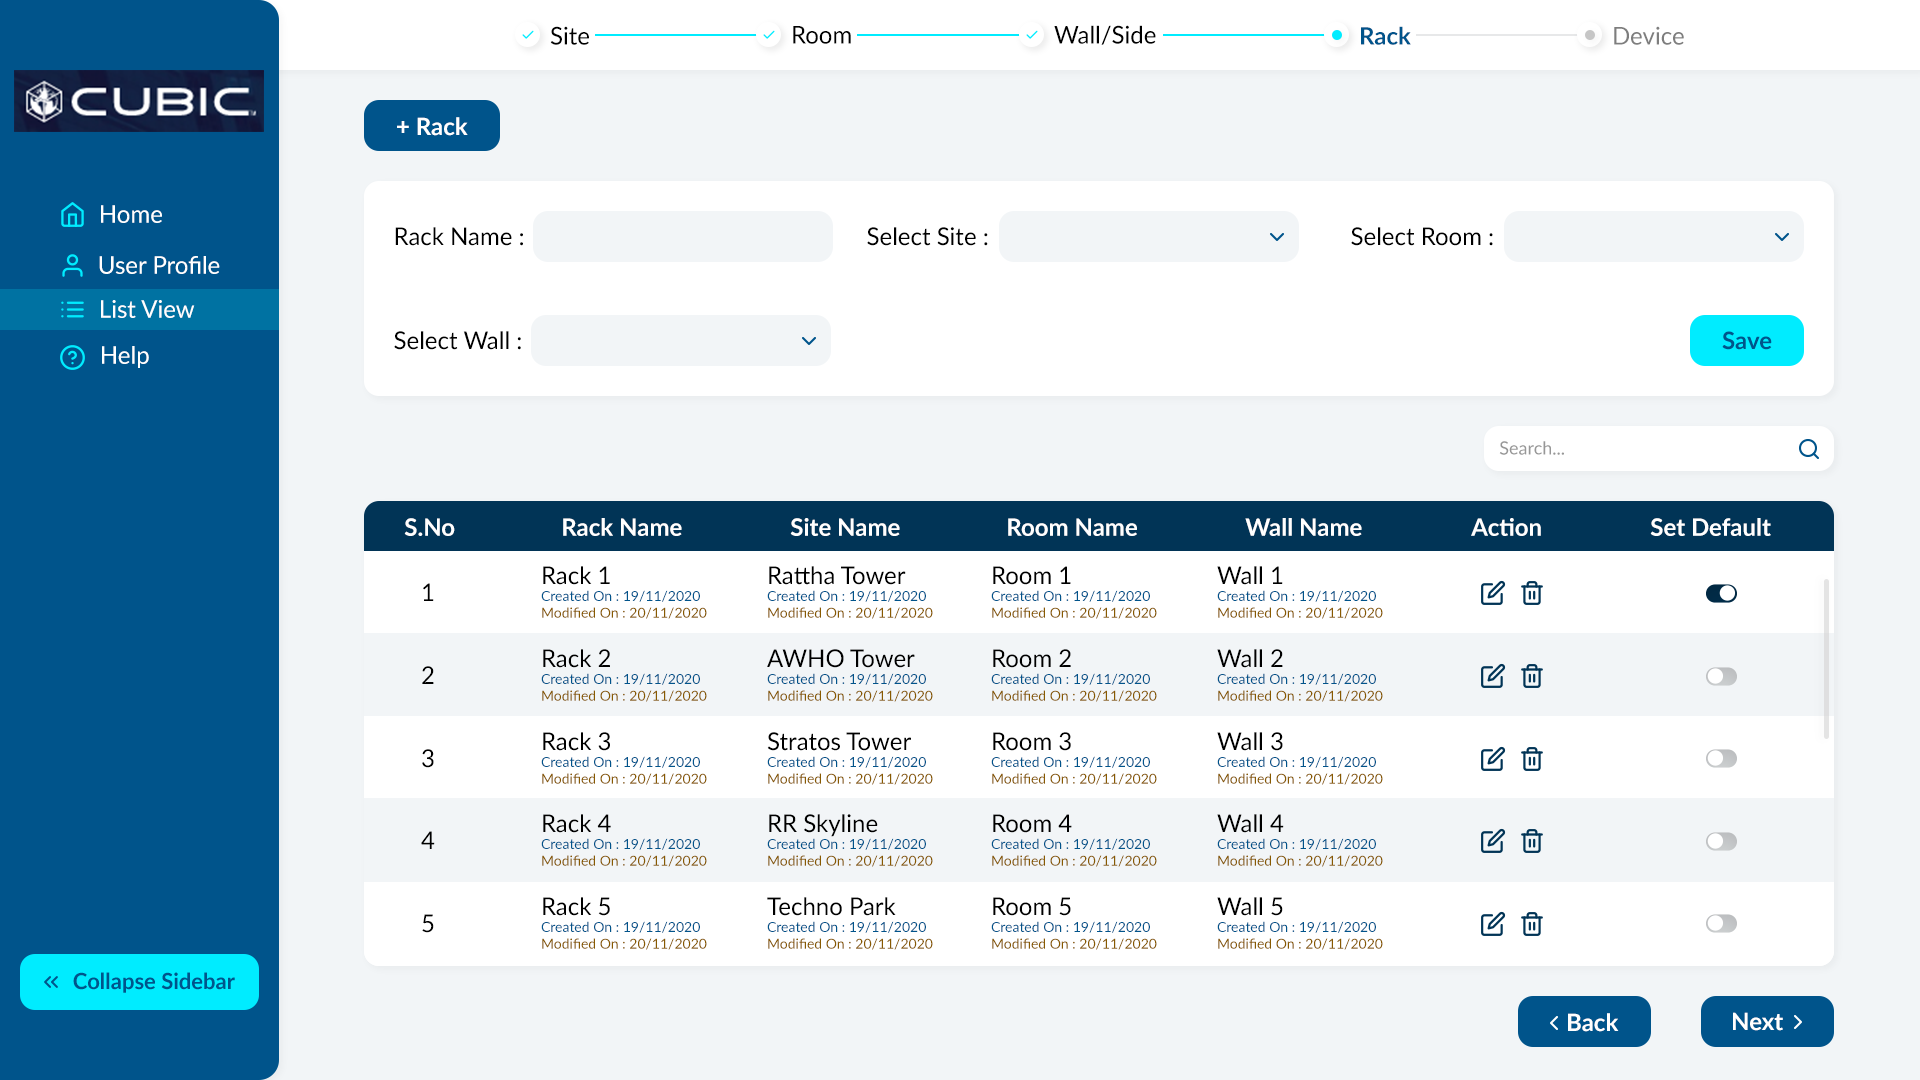 Site
Room
Wall/Side
Rack
Device
CUBIC
Home
User Profile
List View
Help
« Collapse Sidebar
+ Rack
Rack Name :
Select Site :
Select Room :
Select Wall :
Save
Search...
S.No Rack Name Site Name Room Name Wall Name Action Set Default
1 Rack 1 Rattha Tower Room 1 Wall 1
Created On : 19/11/2020 Created On : 19/11/2020 Created On : 19/11/2020 Created On : 19/11/2020
Modified On : 20/11/2020 Modified On : 20/11/2020 Modified On : 20/11/2020 Modified On : 20/11/2020
2 Rack 2 AWHO Tower Room 2 Wall 2
Created On : 19/11/2020 Created On : 19/11/2020 Created On : 19/11/2020 Created On : 19/11/2020
Modified On : 20/11/2020 Modified On : 20/11/2020 Modified On : 20/11/2020 Modified On : 20/11/2020
3 Rack 3 Stratos Tower Room 3 Wall 3
Created On : 19/11/2020 Created On : 19/11/2020 Created On : 19/11/2020 Created On : 19/11/2020
Modified On : 20/11/2020 Modified On : 20/11/2020 Modified On : 20/11/2020 Modified On : 20/11/2020
4 Rack 4 RR Skyline Room 4 Wall 4
Created On : 19/11/2020 Created On : 19/11/2020 Created On : 19/11/2020 Created On : 19/11/2020
Modified On : 20/11/2020 Modified On : 20/11/2020 Modified On : 20/11/2020 Modified On : 20/11/2020
5 Rack 5 Techno Park Room 5 Wall 5
Created On : 19/11/2020 Created On : 19/11/2020 Created On : 19/11/2020 Created On : 19/11/2020
Modified On : 20/11/2020 Modified On : 20/11/2020 Modified On : 20/11/2020 Modified On : 20/11/2020
< Back
Next >